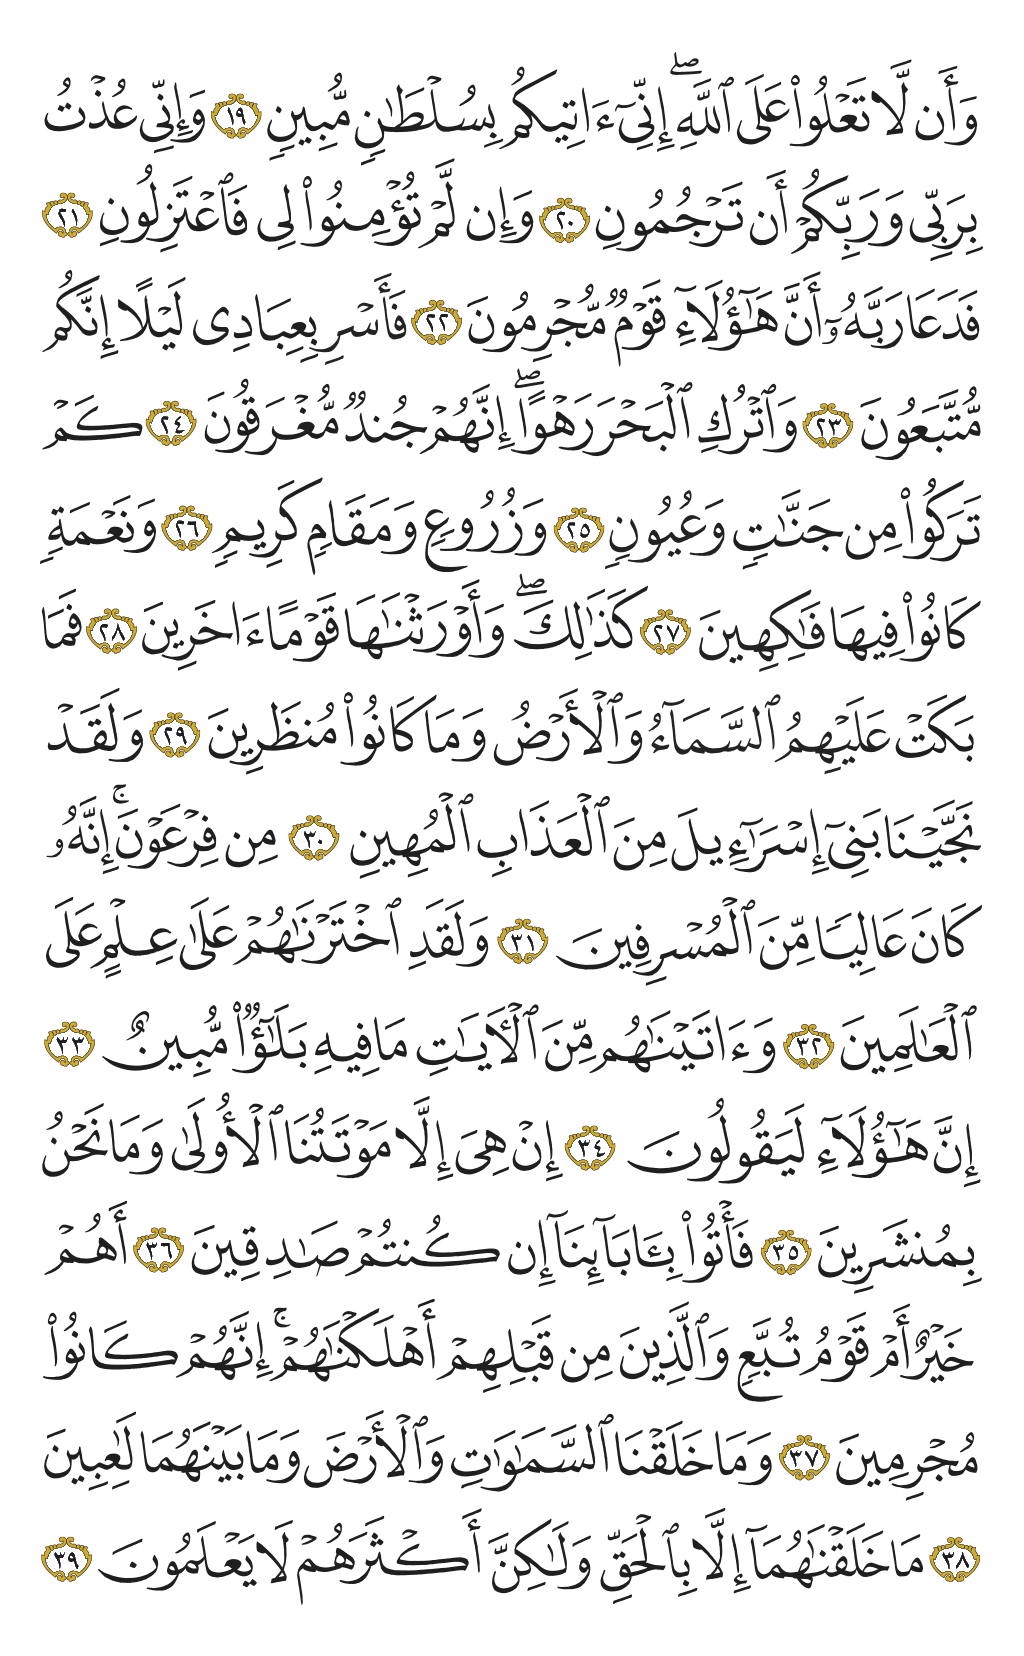 وَأَن لَّا تَعۡلُواْ عَلَى ٱللَّهِۖ إِنِّيٓ ءَاتِيكُم بِسُلۡطَٰنٖ مُّبِينٖ ١٩ وَإِنِّي عُذۡتُ
بِرَبِّي وَرَبِّكُمۡ أَن تَرۡجُمُونِ ٢٠ وَإِن لَّمۡ تُؤۡمِنُواْ لِي فَٱعۡتَزِلُونِ ٢١
فَدَعَا رَبَّهُۥٓ أَنَّ هَٰٓؤُلَآءِ قَوۡمٞ مُّجۡرِمُونَ ٢٢ فَأَسۡرِ بِعِبَادِي لَيۡلًا إِنَّكُم
مُّتَّبَعُونَ ٢٣ وَٱتۡرُكِ ٱلۡبَحۡرَ رَهۡوًاۖ إِنَّهُمۡ جُندٞ مُّغۡرَقُونَ ٢٤ كَمۡ
تَرَكُواْ مِن جَنَّٰتٖ وَعُيُونٖ ٢٥ وَزُرُوعٖ وَمَقَامٖ كَرِيمٖ ٢٦ وَنَعۡمَةٖ
كَانُواْ فِيهَا فَٰكِهِينَ ٢٧ كَذَٰلِكَۖ وَأَوۡرَثۡنَٰهَا قَوۡمًا ءَاخَرِينَ ٢٨ فَمَا
بَكَتۡ عَلَيۡهِمُ ٱلسَّمَآءُ وَٱلۡأَرۡضُ وَمَا كَانُواْ مُنظَرِينَ ٢٩ وَلَقَدۡ
نَجَّيۡنَا بَنِيٓ إِسۡرَٰٓءِيلَ مِنَ ٱلۡعَذَابِ ٱلۡمُهِينِ ٣٠ مِن فِرۡعَوۡنَۚ إِنَّهُۥ
كَانَ عَالِيٗا مِّنَ ٱلۡمُسۡرِفِينَ ٣١ وَلَقَدِ ٱخۡتَرۡنَٰهُمۡ عَلَىٰ عِلۡمٍ عَلَى
ٱلۡعَٰلَمِينَ ٣٢ وَءَاتَيۡنَٰهُم مِّنَ ٱلۡأٓيَٰتِ مَا فِيهِ بَلَٰٓؤٞاْ مُّبِينٌ ٣٣
إِنَّ هَٰٓؤُلَآءِ لَيَقُولُونَ ٣٤ إِنۡ هِيَ إِلَّا مَوۡتَتُنَا ٱلۡأُولَىٰ وَمَا نَحۡنُ
بِمُنشَرِينَ ٣٥ فَأۡتُواْ بِـَٔابَآئِنَآ إِن كُنتُمۡ صَٰدِقِينَ ٣٦ أَهُمۡ
خَيۡرٌ أَمۡ قَوۡمُ تُبَّعٖ وَٱلَّذِينَ مِن قَبۡلِهِمۡ أَهۡلَكۡنَٰهُمۡۚ إِنَّهُمۡ كَانُواْ
مُجۡرِمِينَ ٣٧ وَمَا خَلَقۡنَا ٱلسَّمَٰوَٰتِ وَٱلۡأَرۡضَ وَمَا بَيۡنَهُمَا لَٰعِبِينَ
٣٨ مَا خَلَقۡنَٰهُمَآ إِلَّا بِٱلۡحَقِّ وَلَٰكِنَّ أَكۡثَرَهُمۡ لَا يَعۡلَمُونَ ٣٩